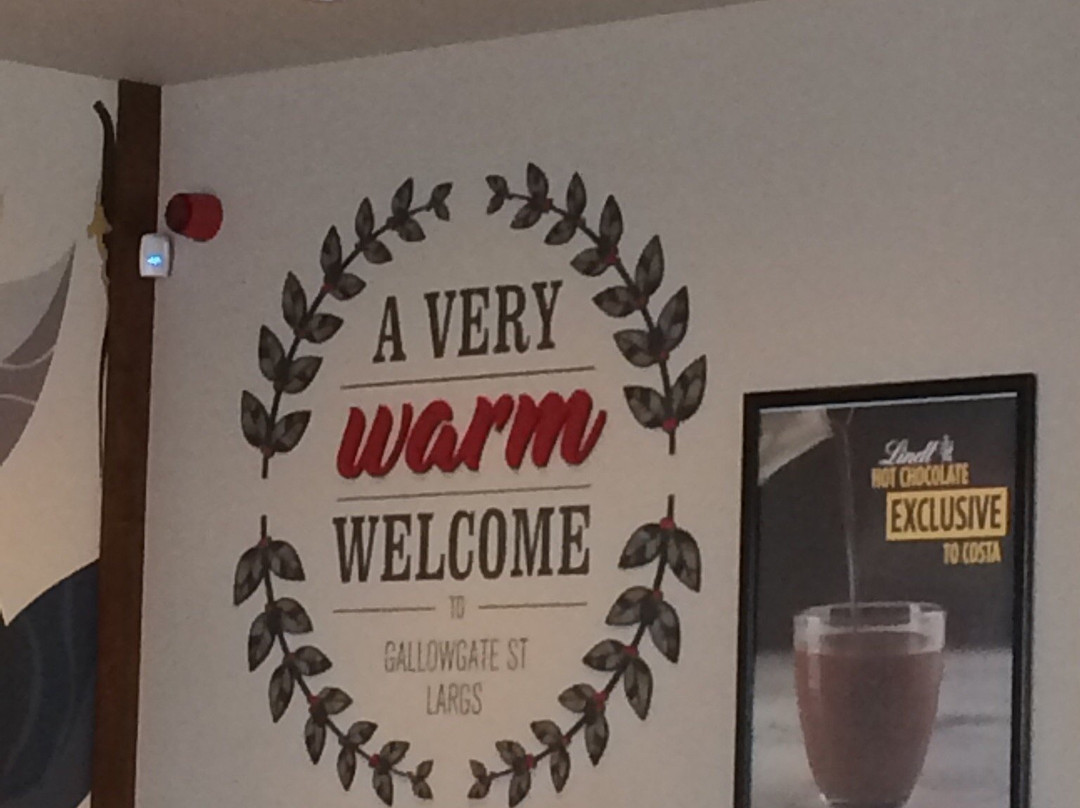 A VERY
warm
WELCOME
TO
GALLOWGATE ST
LARGS
Lindt
HOT CHOCOLATE
EXCLUSIVE
TO COSTA